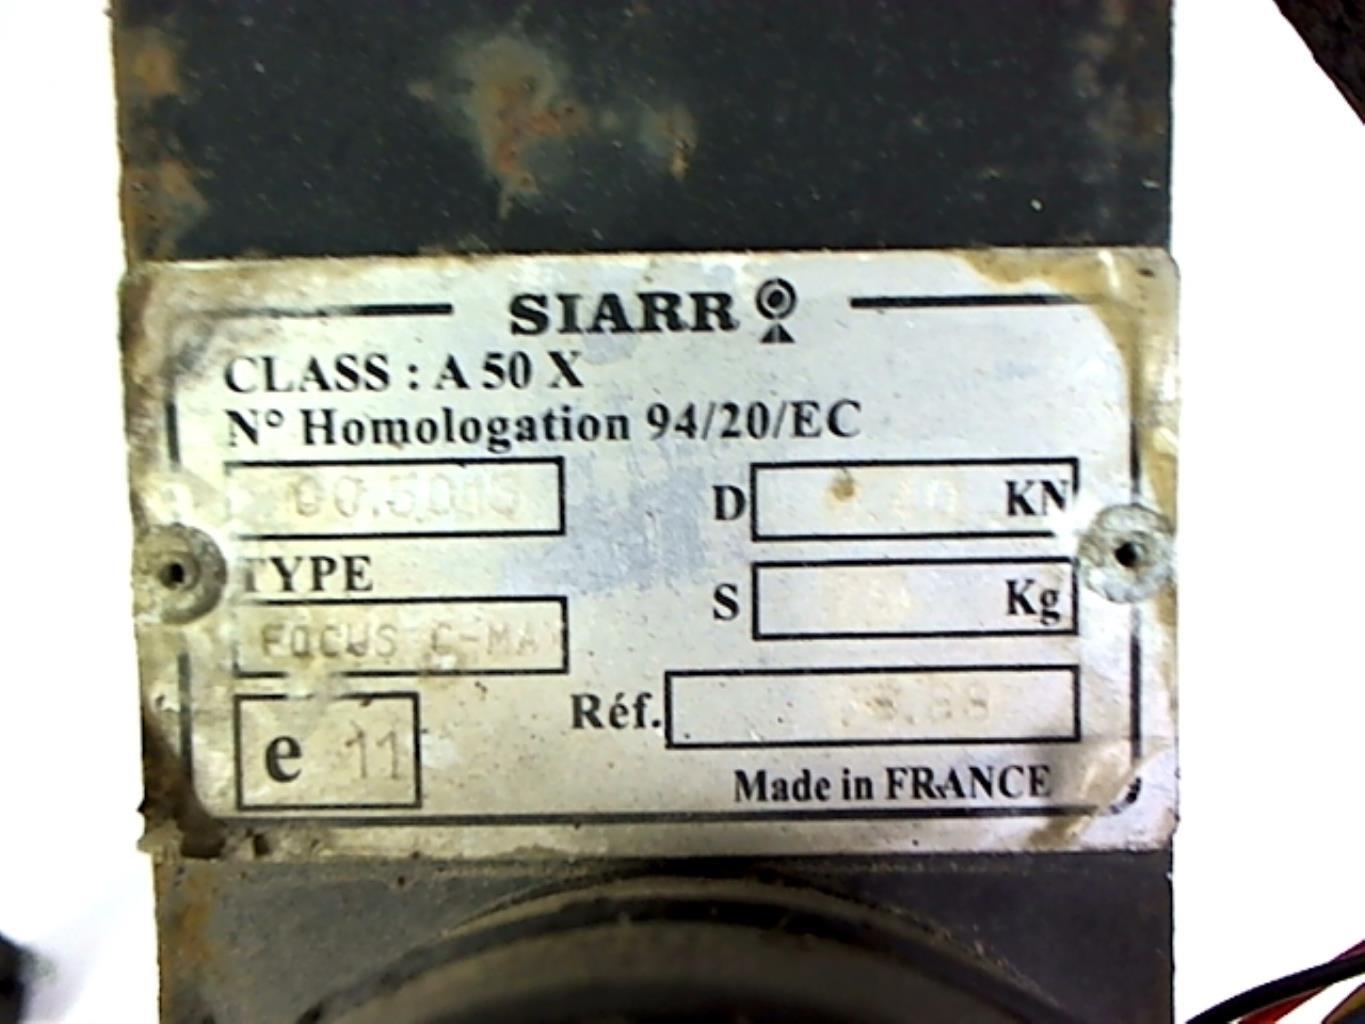 SIARR
CLASS : A 50 X
N° Homologation 94/20/EC
D KN
TYPE
S Kg
FOCUS C-MA
e 11
Réf.
Made in FRANCE